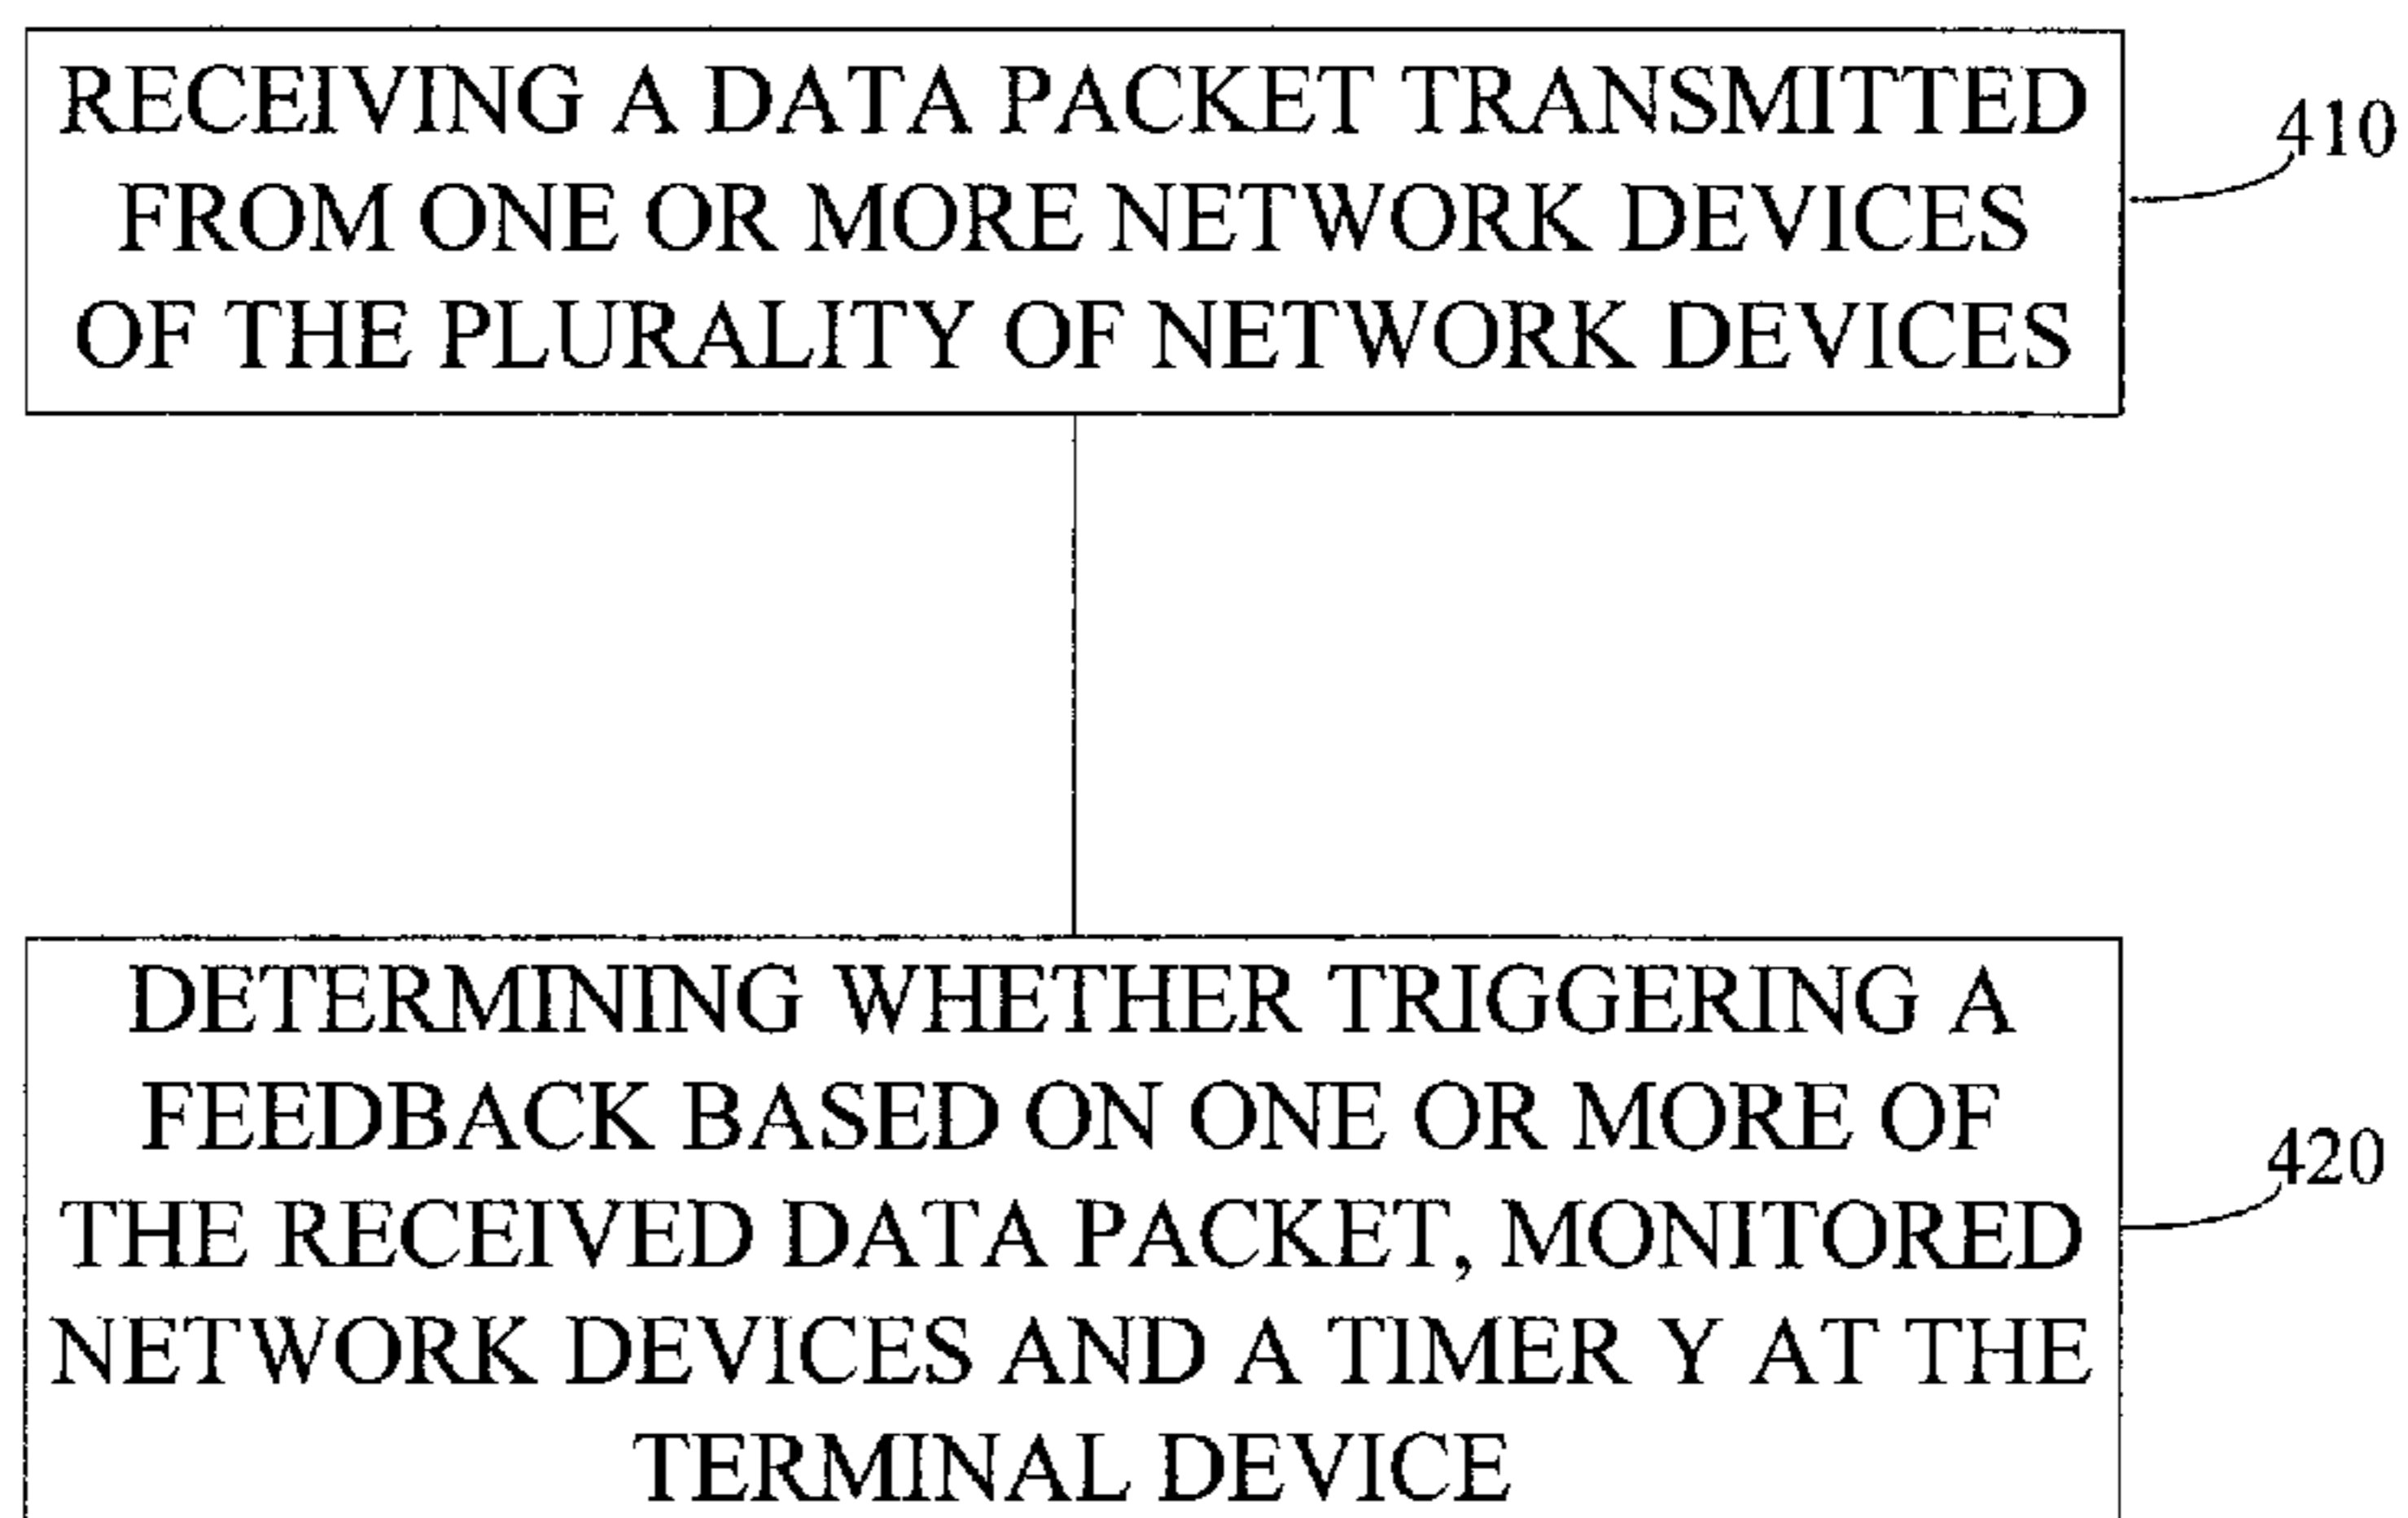 RECEIVING A DATA PACKET TRANSMITTED
FROM ONE OR MORE NETWORK DEVICES
OF THE PLURALITY OF NETWORK DEVICES
410
DETERMINING WHETHER TRIGGERING A
FEEDBACK BASED ON ONE OR MORE OF
THE RECEIVED DATA PACKET, MONITORED
NETWORK DEVICES AND A TIMER Y AT THE
TERMINAL DEVICE
420